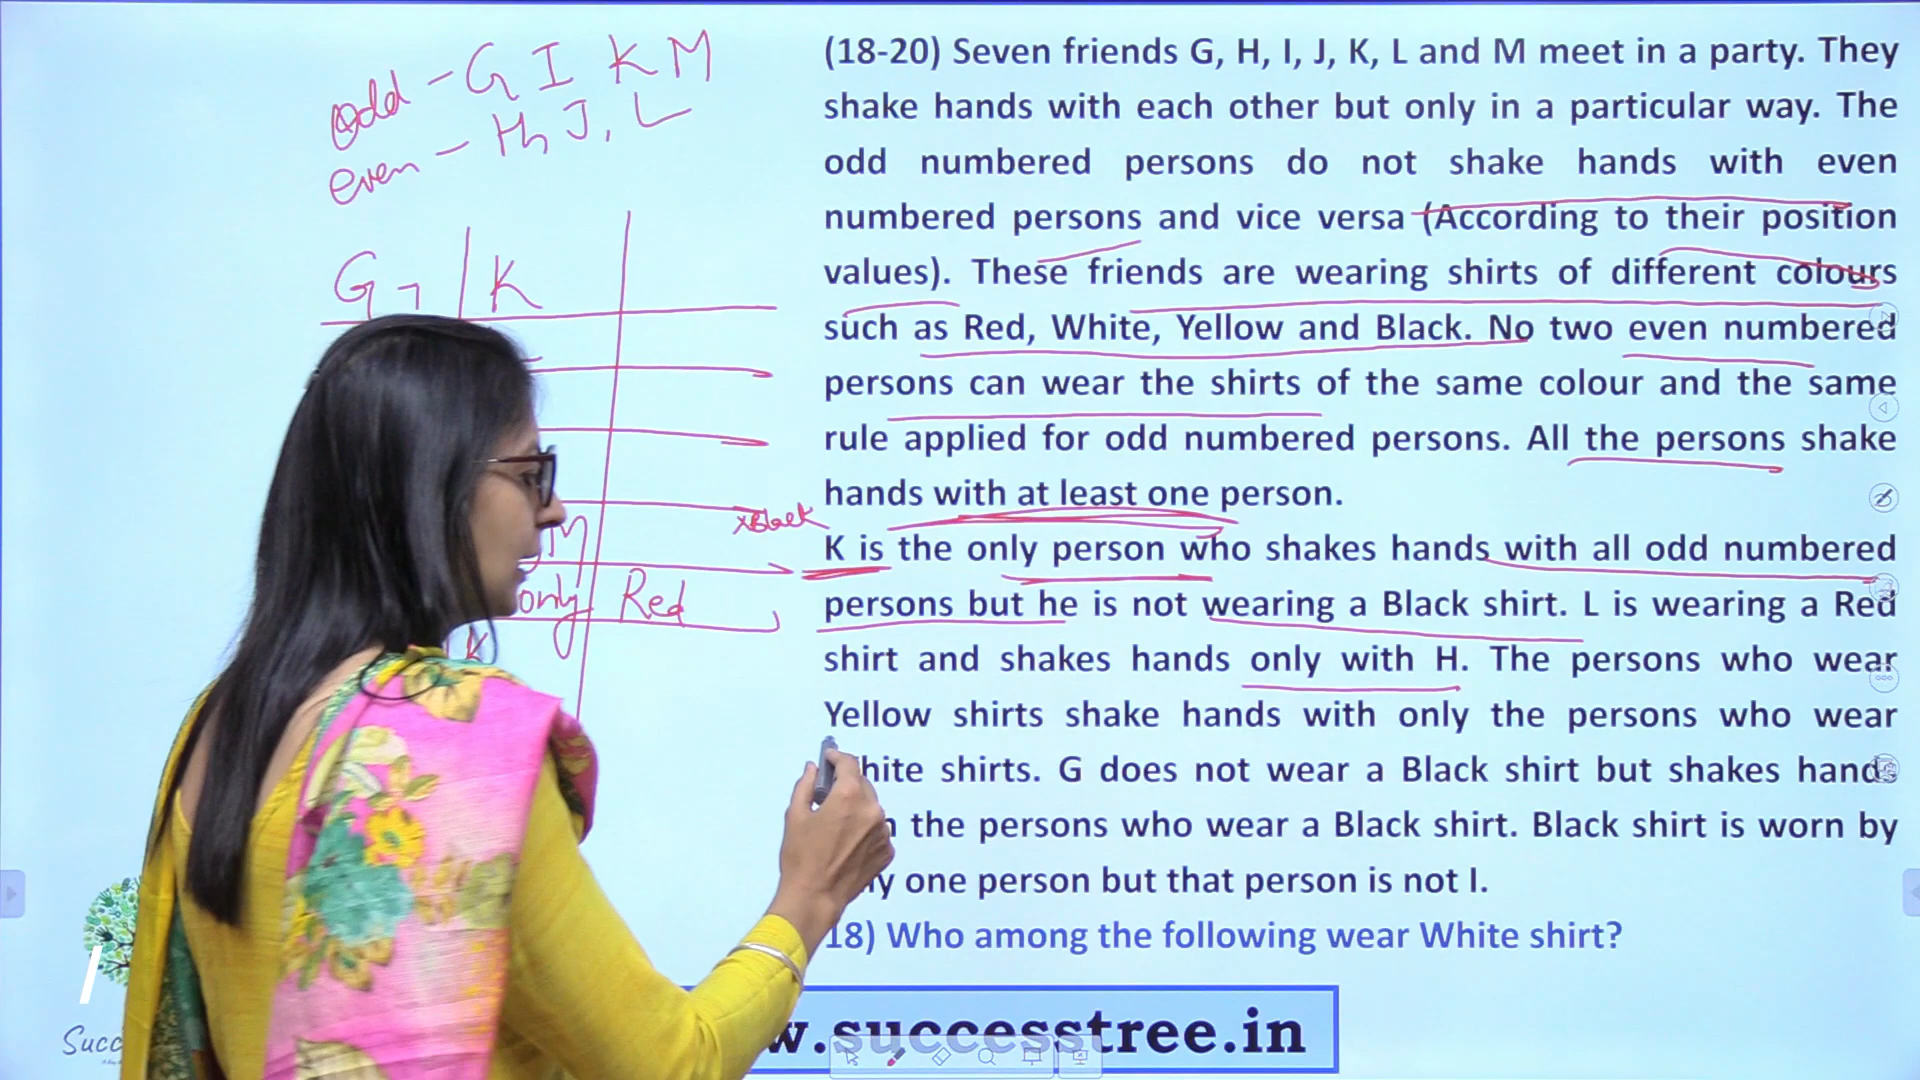 odd - G I K M
even - H, J, L
G 7 K
M
xBlack
only Red
K
(18-20) Seven friends G, H, I, J, K, L and M meet in a party. They
shake hands with each other but only in a particular way. The
odd numbered persons do not shake hands with even
numbered persons and vice versa (According to their position
values). These friends are wearing shirts of different colours
such as Red, White, Yellow and Black. No two even numbered
persons can wear the shirts of the same colour and the same
rule applied for odd numbered persons. All the persons shake
hands with at least one person.
K is the only person who shakes hands with all odd numbered
persons but he is not wearing a Black shirt. L is wearing a Red
shirt and shakes hands only with H. The persons who wear
Yellow shirts shake hands with only the persons who wear
hite shirts. G does not wear a Black shirt but shakes hands
the persons who wear a Black shirt. Black shirt is worn by
y one person but that person is not I.
18) Who among the following wear White shirt?
Succ
w.successtree.in